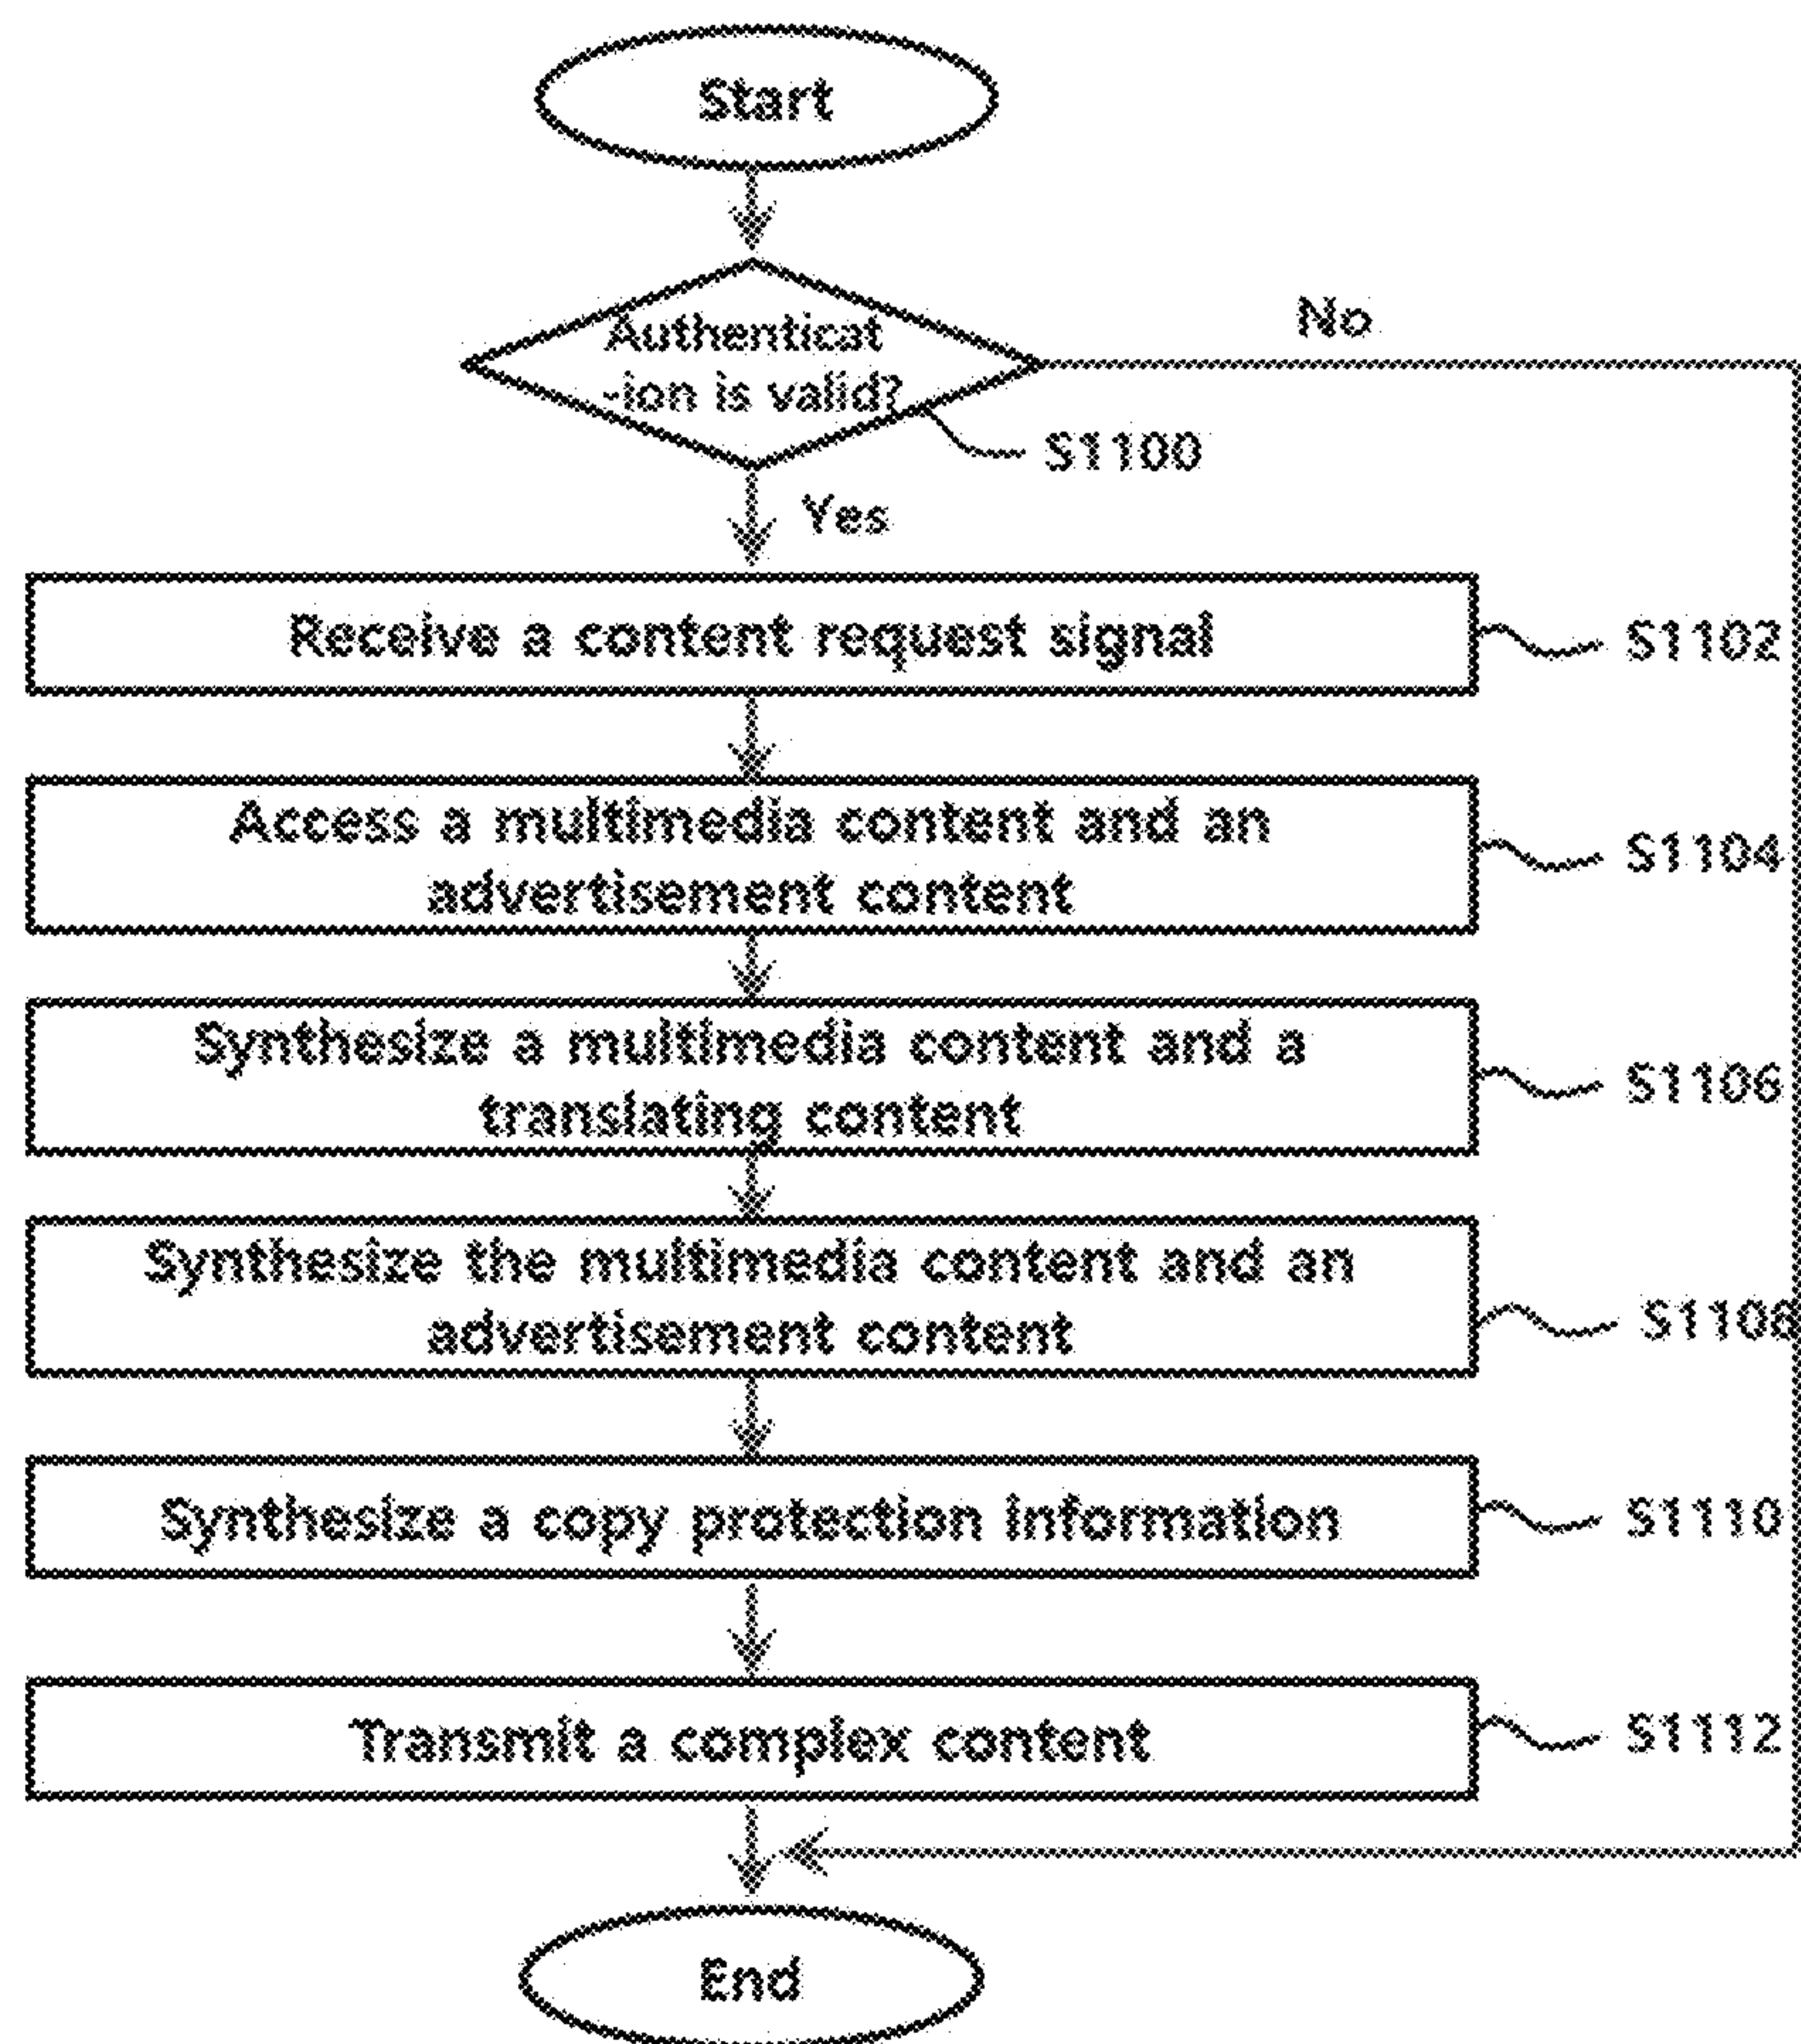 Start
No
Authenticat
-ion is valid?
S1100
Yes
Receive a content request signal
S1102
Access a multimedia content and an
advertisement content
S1104
Synthesize a multimedia content and a
translating content
S1106
Synthesize the multimedia content and an
advertisement content
S1108
Synthesize a copy protection information
S1110
Transmit a complex content
S1112
End